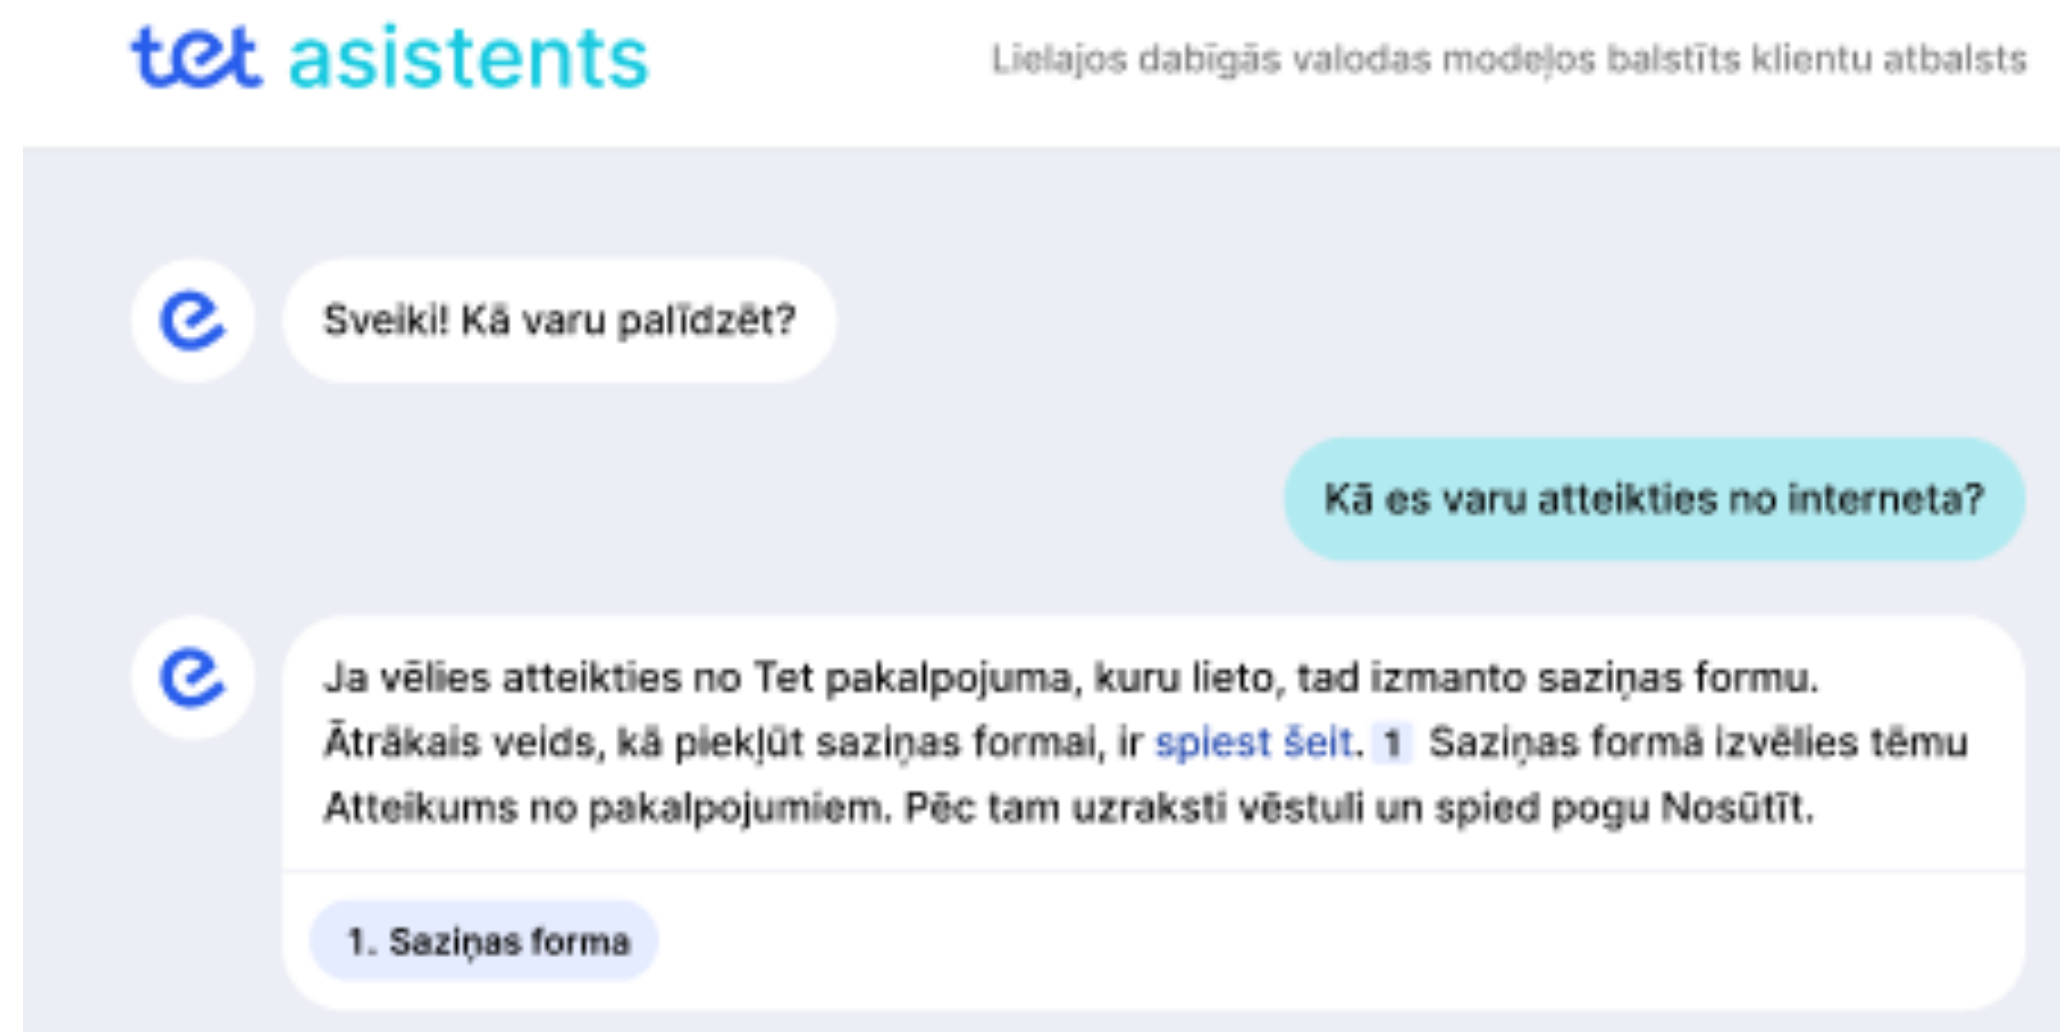 tet asistents
Lielajos dabīgās valodas modeļos balstīts klientu atbalsts
Sveiki! Kā varu palīdzēt?
Kā es varu atteikties no interneta?
Ja vēlies atteikties no Tet pakalpojuma, kuru lieto, tad izmanto saziņas formu.
Ātrākais veids, kā piekļūt saziņas formai, ir spiest šeit. 1 Saziņas formā izvēlies tēmu
Atteikums no pakalpojumiem. Pēc tam uzraksti vēstuli un spied pogu Nosūtīt.
1. Saziņas forma